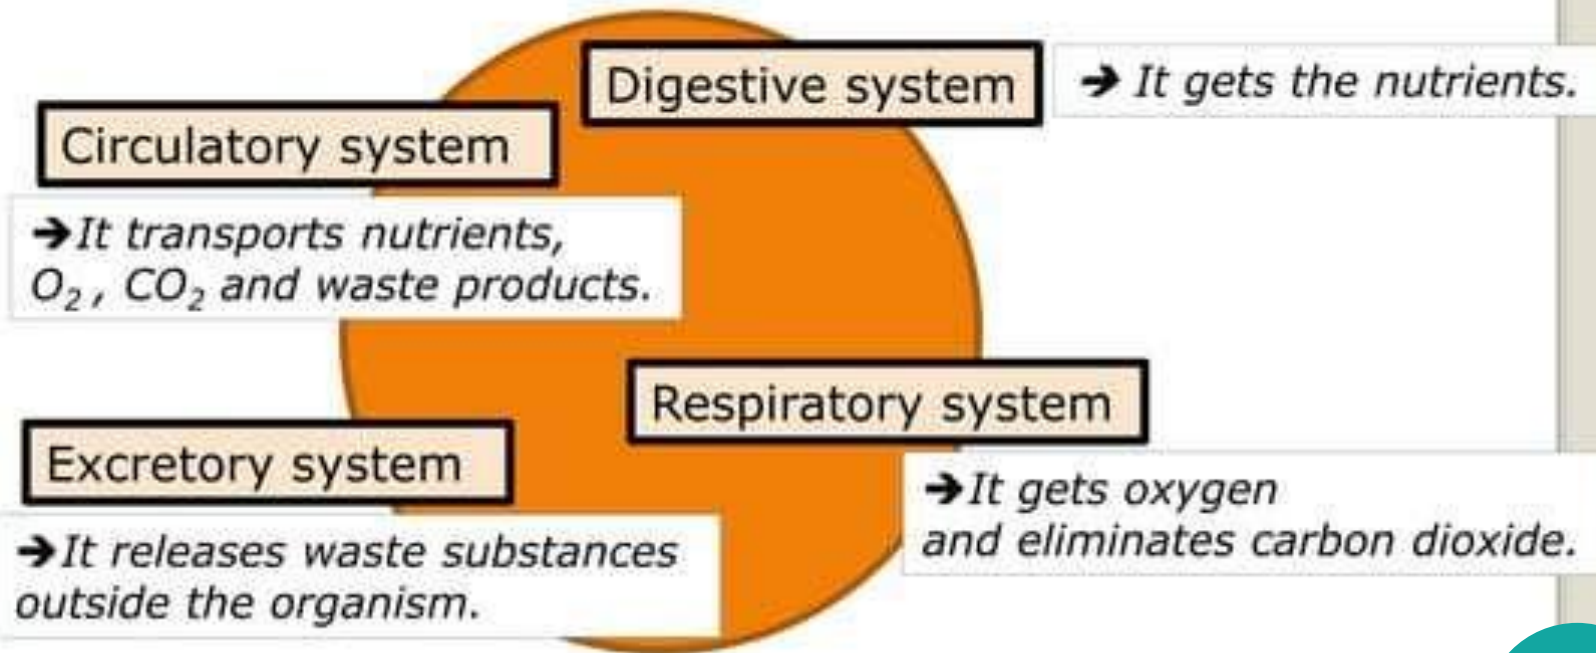 Digestive system
➔ It gets the nutrients.
Circulatory system
➔It transports nutrients,
O₂, CO₂ and waste products.
Respiratory system
➔It gets oxygen
and eliminates carbon dioxide.
Excretory system
➔It releases waste substances
outside the organism.